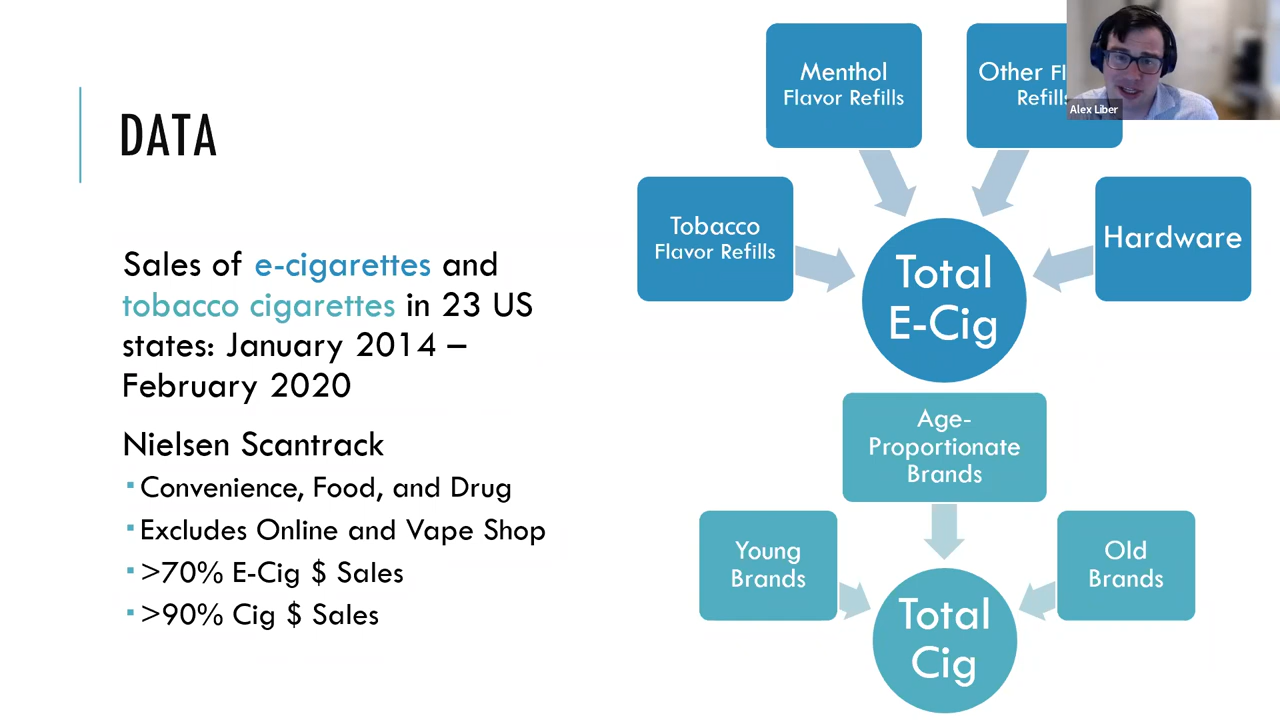 DATA
Sales of e-cigarettes and
tobacco cigarettes in 23 US
states: January 2014 –
February 2020
Nielsen Scantrack
Convenience, Food, and Drug
Excludes Online and Vape Shop
>70% E-Cig $ Sales
>90% Cig $ Sales
Menthol
Flavor Refills
Other
Refills
Alex Liber
Tobacco
Flavor Refills
Hardware
Total
E-Cig
Age-
Proportionate
Brands
Young
Brands
Old
Brands
Total
Cig